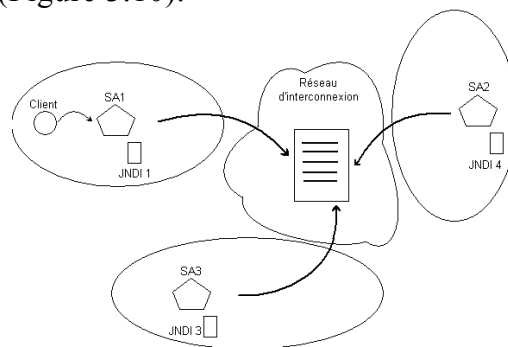 (Figure 3.10).
Réseau
d'interconnexion
Client
SA1
JNDI 1
SA2
JNDI 4
SA3
JNDI 3